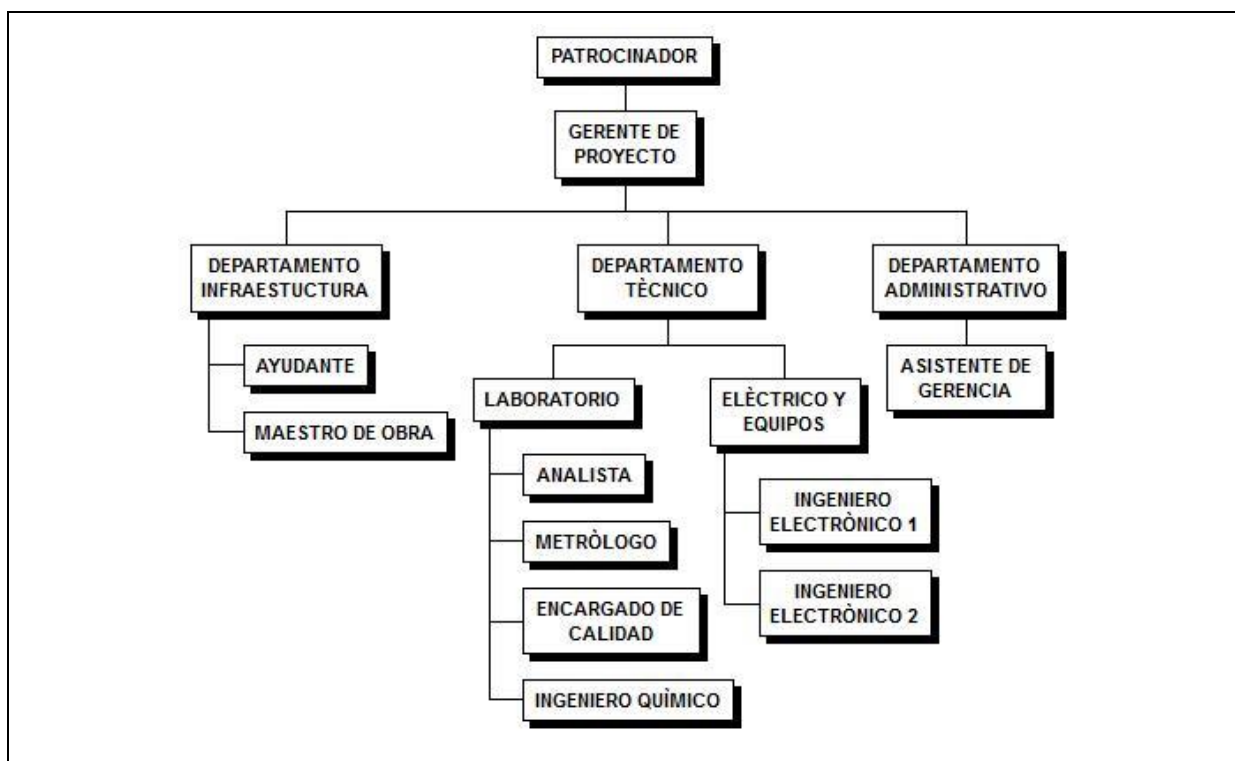 PATROCINADOR
GERENTE DE
PROYECTO
DEPARTAMENTO
INFRAESTUCTURA
DEPARTAMENTO
TÈCNICO
DEPARTAMENTO
ADMINISTRATIVO
AYUDANTE
MAESTRO DE OBRA
LABORATORIO
ELÈCTRICO Y
EQUIPOS
ASISTENTE DE
GERENCIA
ANALISTA
METRÒLOGO
ENCARGADO DE
CALIDAD
INGENIERO QUÌMICO
INGENIERO
ELECTRÒNICO 1
INGENIERO
ELECTRÒNICO 2